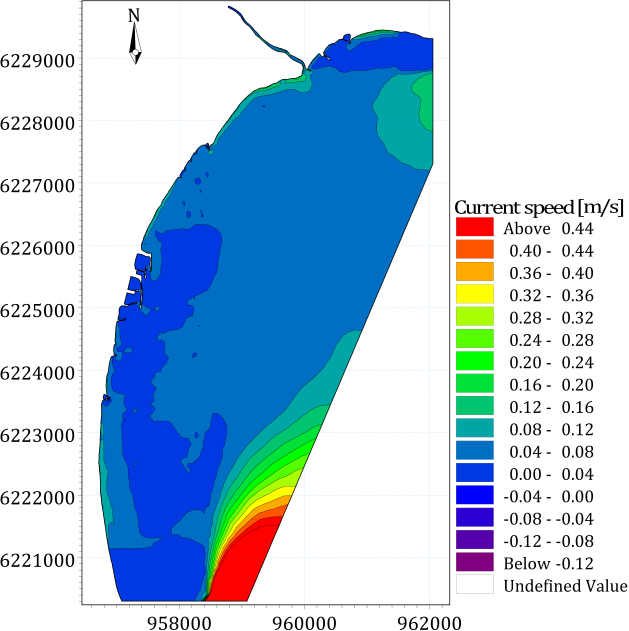 N
6229000
6228000
6227000
6226000
6225000
6224000
6223000
6222000
6221000
958000 960000 962000
Current speed [m/s]
Above 0.44
0.40 - 0.44
0.36 - 0.40
0.32 - 0.36
0.28 - 0.32
0.24 - 0.28
0.20 - 0.24
0.16 - 0.20
0.12 - 0.16
0.08 - 0.12
0.04 - 0.08
0.00 - 0.04
-0.04 - 0.00
-0.08 - -0.04
-0.12 - -0.08
Below -0.12
Undefined Value